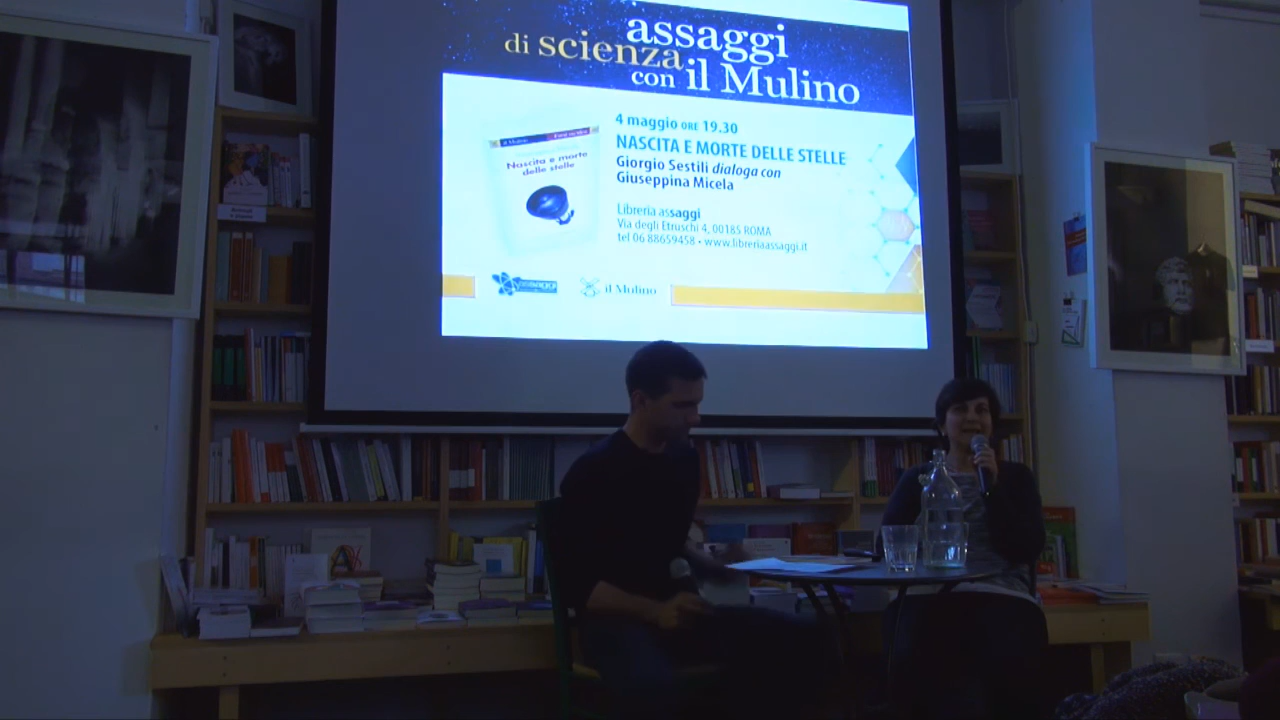 assaggi
di scienza
con il Mulino
4 maggio ORE 19.30
NASCITA E MORTE DELLE STELLE
Giorgio Sestili dialoga con
Giuseppina Micela
Libreria assaggi
Via degli Etruschi 4, 00185 ROMA
tel 06 88659458 • www.libreriaassaggi.it
il Mulino
Nascita e morte
delle stelle
assaggi
il Mulino